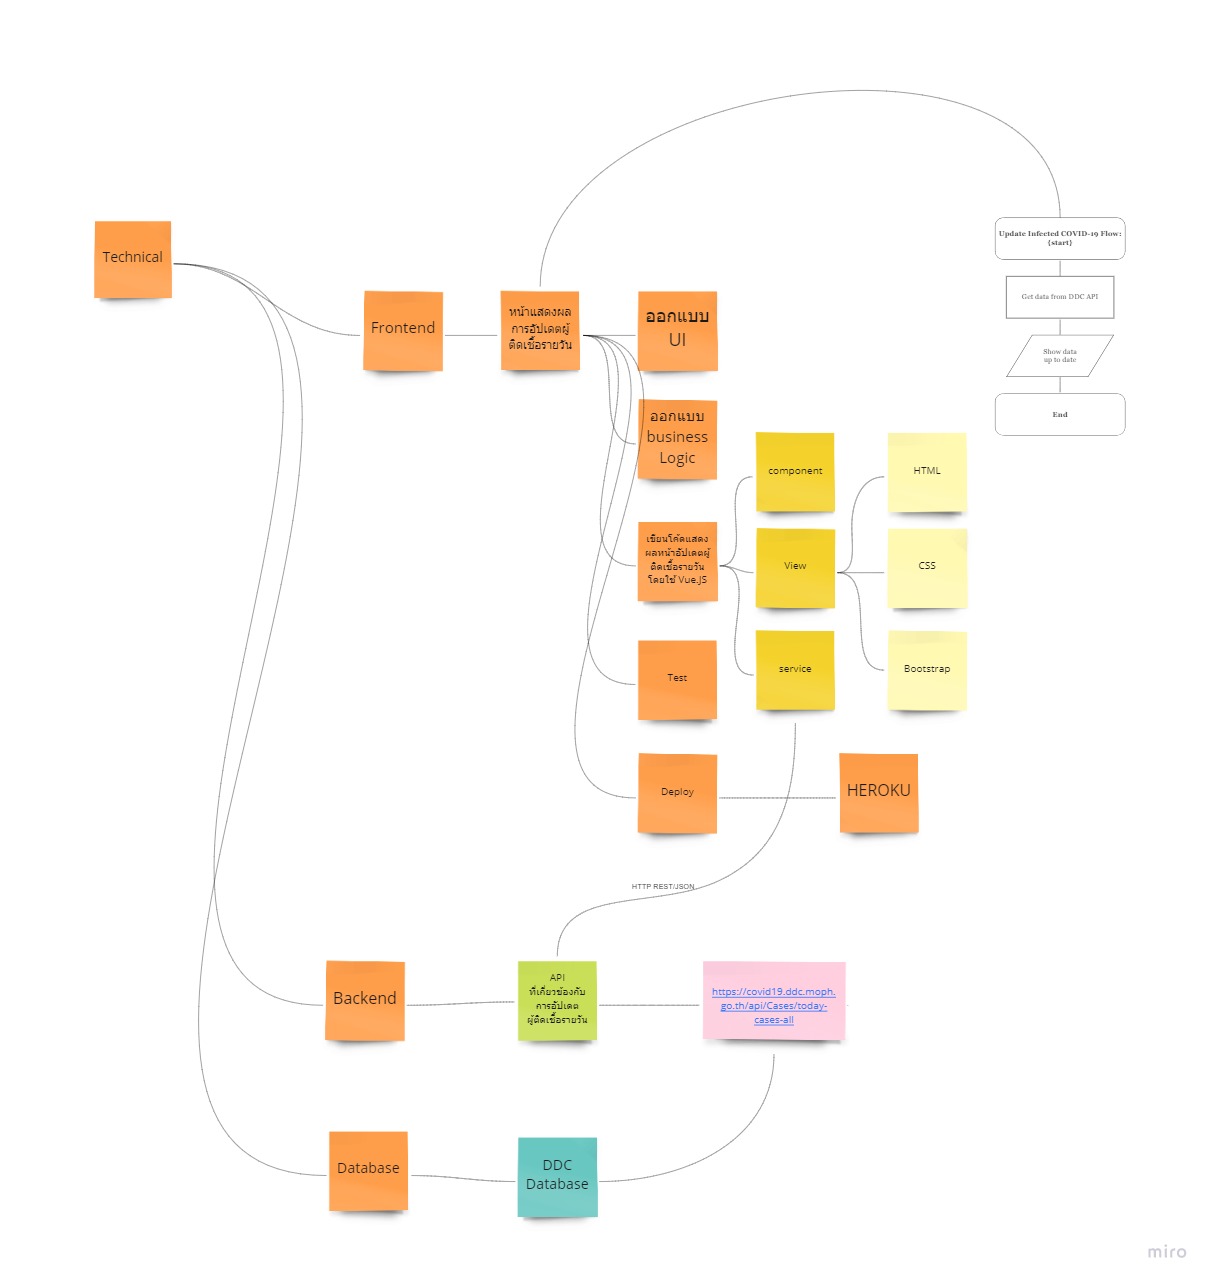 Update Infected COVID-19 Flow:
{start}
Technical
Get data from DDC API
Frontend
หน้าแสดงผล
การอัปเดตผู้
ติดเชื้อรายวัน
ออกแบบ
UI
Show data
up to date
End
ออกแบบ
business
Logic
component
HTML
เขียนโค้ดแสดง
ผลหน้าอัปเดตผู้
ติดเชื้อรายวัน
โดยใช้ Vue.JS
View
CSS
Test
service
Bootstrap
Deploy
HEROKU
HTTP REST/JSON
Backend
API
ที่เกี่ยวข้องกับ
การอัปเดต
ผู้ติดเชื้อรายวัน
https://covid19.ddc.moph.
go.th/api/Cases/today-
cases-all
Database
DDC
Database
miro